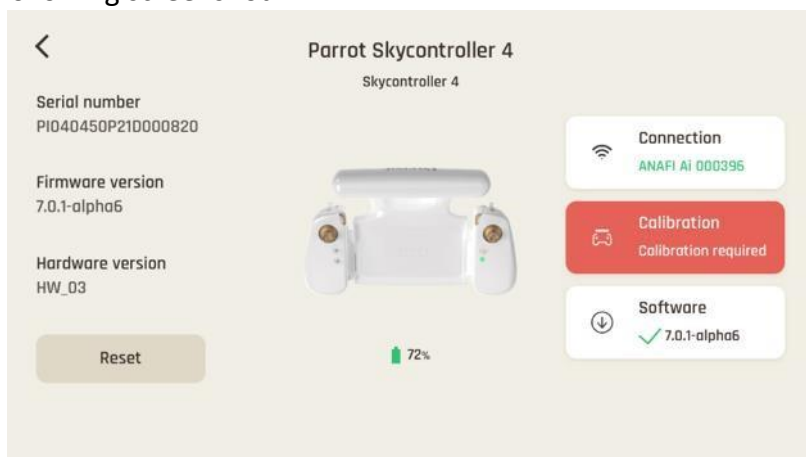 Parrot Skycontroller 4
Skycontroller 4
Serial number
PI040450P21D000820
Firmware version
7.0.1-alpha6
Hardware version
HW_03
Reset
72%
Connection
ANAFI Ai 000396
Calibration
Calibration required
Software
7.0.1-alpha6